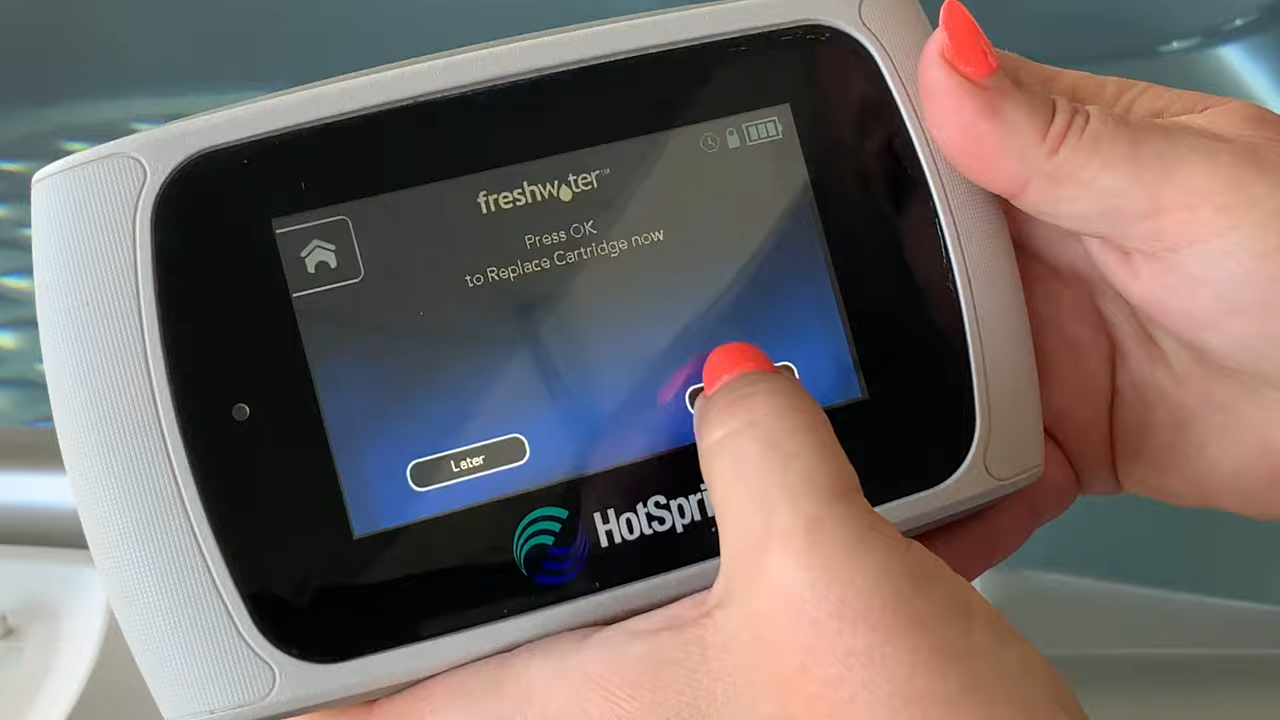 freshwater™
Press OK
to Replace Cartridge now
Later
HotSpri